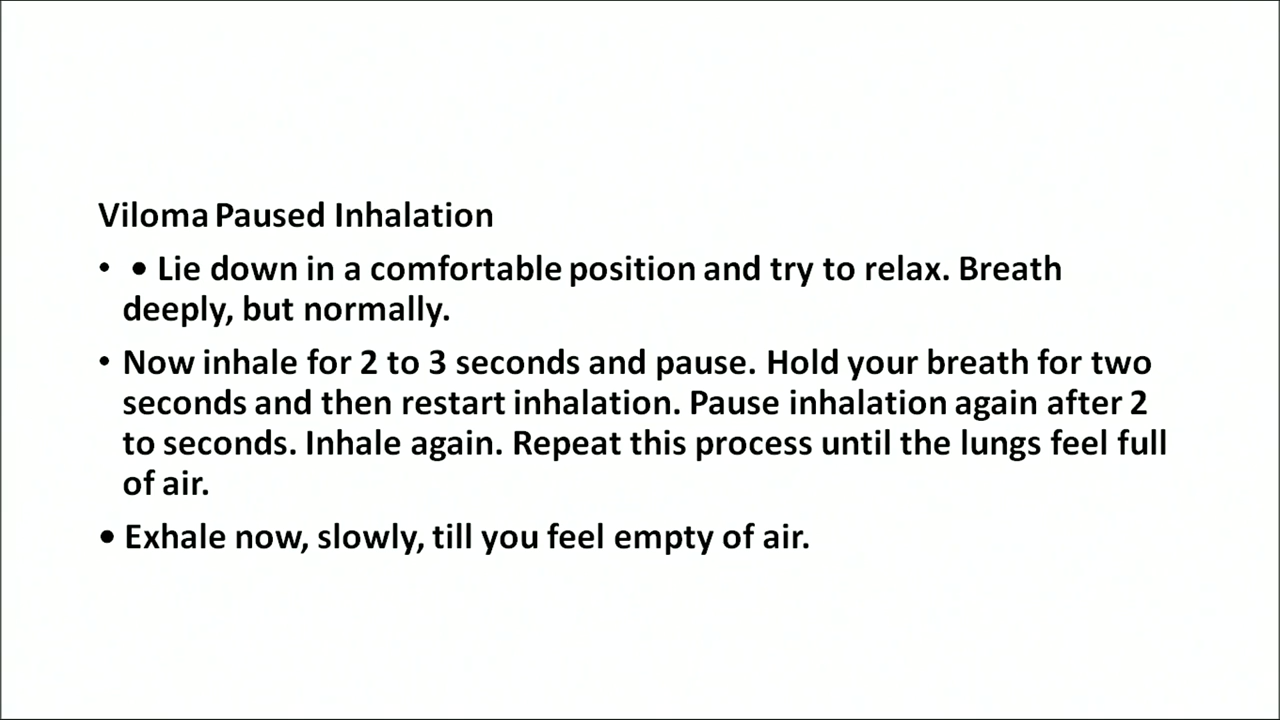 Viloma Paused Inhalation
• • Lie down in a comfortable position and try to relax. Breath
deeply, but normally.
• Now inhale for 2 to 3 seconds and pause. Hold your breath for two
seconds and then restart inhalation. Pause inhalation again after 2
to seconds. Inhale again. Repeat this process until the lungs feel full
of air.
• Exhale now, slowly, till you feel empty of air.